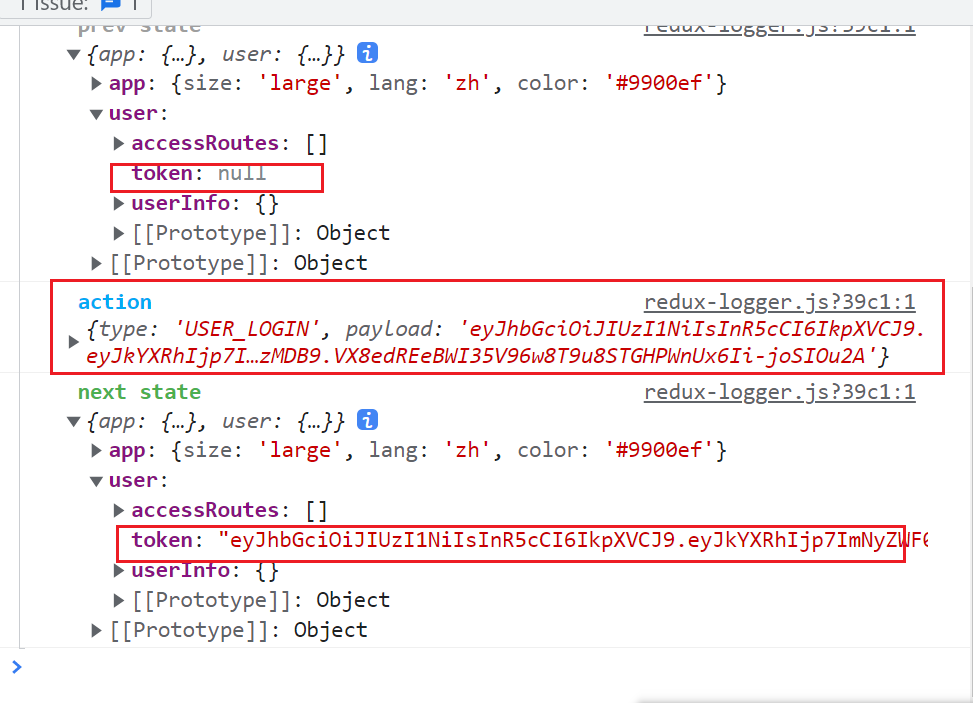 1 Issue: 1
prev state redux-logger.js?39c1:1
{app: {…}, user: {…}} i
app: {size: 'large', lang: 'zh', color: '#9900ef'}
user:
accessRoutes: []
token: null
userInfo: {}
[[Prototype]]: Object
[[Prototype]]: Object
action redux-logger.js?39c1:1
{type: 'USER_LOGIN', payload: 'eyJhbGciOiJIUzI1NiIsInR5cCI6IkpXVCJ9.
eyJkYXRhIjp7I…zMDB9.VX8edREeBWI35V96w8T9u8STGHPWnUx6Ii-joSIOu2A'}
next state redux-logger.js?39c1:1
{app: {…}, user: {…}} i
app: {size: 'large', lang: 'zh', color: '#9900ef'}
user:
accessRoutes: []
token: "eyJhbGciOiJIUzI1NiIsInR5cCI6IkpXVCJ9.eyJkYXRhIjp7ImNyZWF0
userInfo: {}
[[Prototype]]: Object
[[Prototype]]: Object